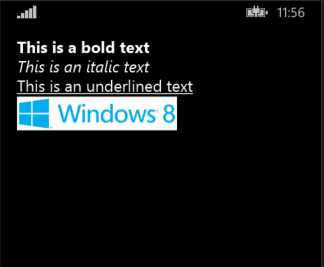 11:56
This is a bold text
This is an italic text
This is an underlined text
Windows 8